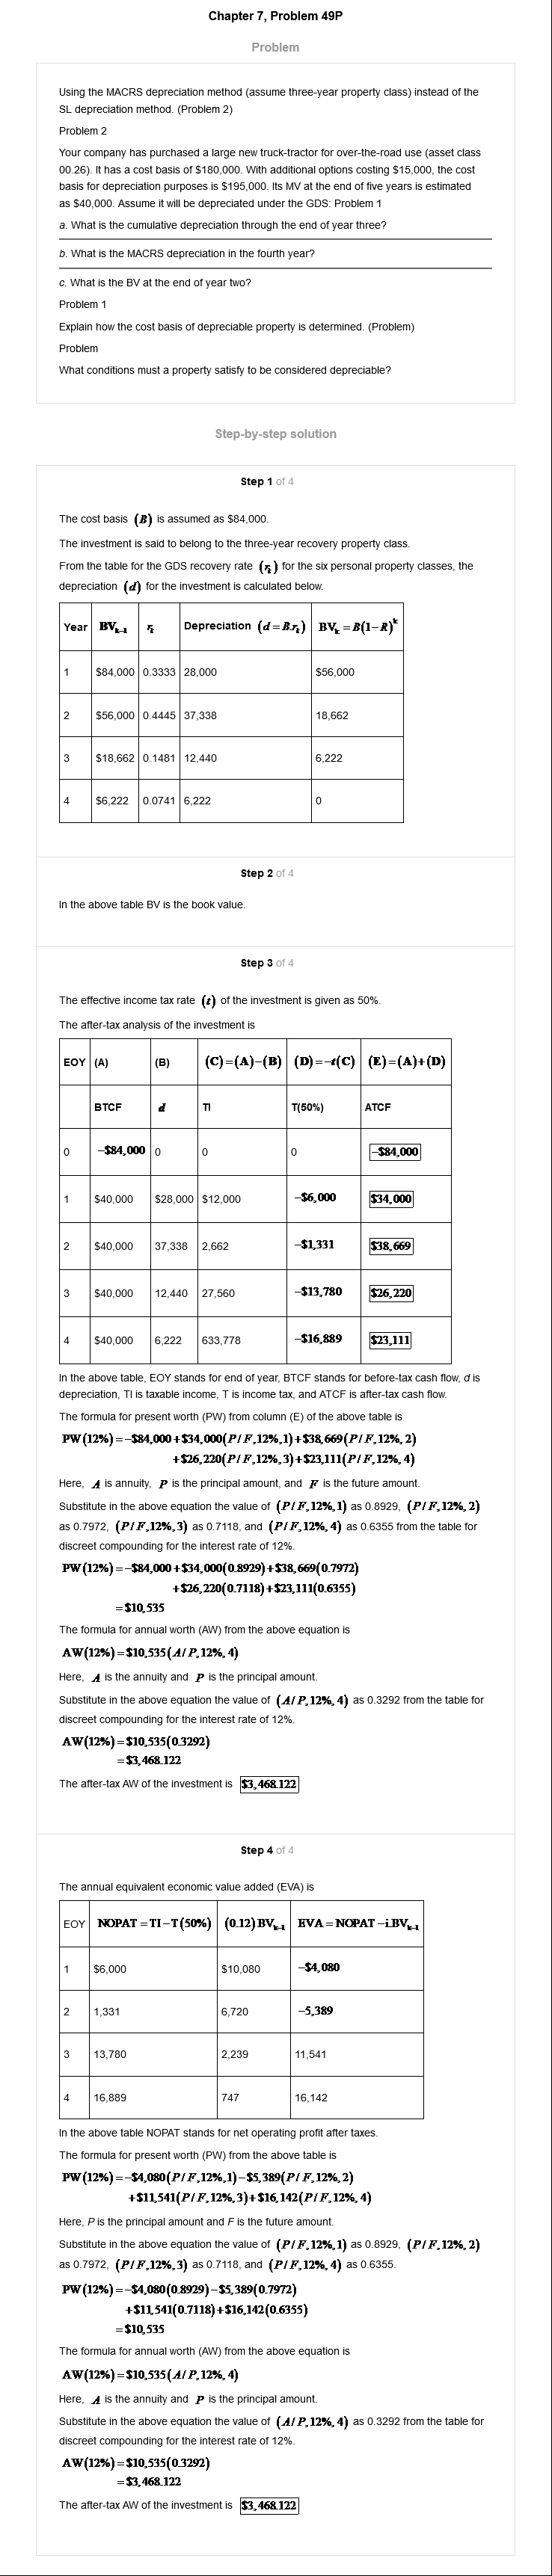 Chapter 7, Problem 49P
Problem
Using the MACRS depreciation method (assume three-year property class) instead of the
SL depreciation method. (Problem 2)
Problem 2
Your company has purchased a large new truck-tractor for over-the-road use (asset class
00.26). It has a cost basis of $180,000. With additional options costing $15,000, the cost
basis for depreciation purposes is $195,000. Its MV at the end of five years is estimated
as $40,000. Assume it will be depreciated under the GDS: Problem 1
a. What is the cumulative depreciation through the end of year three?
b. What is the MACRS depreciation in the fourth year?
c. What is the BV at the end of year two?
Problem 1
Explain how the cost basis of depreciable property is determined. (Problem)
Problem
What conditions must a property satisfy to be considered depreciable?
Step-by-step solution
Step 1 of 4
The cost basis (B) is assumed as $84,000.
The investment is said to belong to the three-year recovery property class.
From the table for the GDS recovery rate (r_k) for the six personal property classes, the
depreciation (d) for the investment is calculated below.
Year BV_{k-1} r_k Depreciation (d = B.r_k) BV_k = B(1−R)^k
1 $84,000 0.3333 28,000 $56,000
2 $56,000 0.4445 37,338 18,662
3 $18,662 0.1481 12,440 6,222
4 $6,222 0.0741 6,222 0
Step 2 of 4
In the above table BV is the book value.
Step 3 of 4
The effective income tax rate (t) of the investment is given as 50%.
The after-tax analysis of the investment is
EOY (A) (B) (C)=(A)−(B) (D)=−t(C) (E)=(A)+(D)
BTCF d TI T(50%) ATCF
0 −$84,000 0 0 0 −$84,000
1 $40,000 $28,000 $12,000 −$6,000 $34,000
2 $40,000 37,338 2,662 −$1,331 $38,669
3 $40,000 12,440 27,560 −$13,780 $26,220
4 $40,000 6,222 633,778 −$16,889 $23,111
In the above table, EOY stands for end of year, BTCF stands for before-tax cash flow, d is
depreciation, TI is taxable income, T is income tax, and ATCF is after-tax cash flow.
The formula for present worth (PW) from column (E) of the above table is
PW(12%) = −$84,000 + $34,000(P/F,12%,1) + $38,669(P/F,12%,2)
+$26,220(P/F,12%,3) + $23,111(P/F,12%,4)
Here, A is annuity, P is the principal amount, and F is the future amount.
Substitute in the above equation the value of (P/F,12%,1) as 0.8929, (P/F,12%,2)
as 0.7972, (P/F,12%,3) as 0.7118, and (P/F,12%,4) as 0.6355 from the table for
discreet compounding for the interest rate of 12%.
PW(12%) = −$84,000 + $34,000(0.8929) + $38,669(0.7972)
+$26,220(0.7118) + $23,111(0.6355)
= $10,535
The formula for annual worth (AW) from the above equation is
AW(12%) = $10,535(A/P,12%,4)
Here, A is the annuity and P is the principal amount.
Substitute in the above equation the value of (A/P,12%,4) as 0.3292 from the table for
discreet compounding for the interest rate of 12%.
AW(12%) = $10,535(0.3292)
= $3,468.122
The after-tax AW of the investment is $3,468.122
Step 4 of 4
The annual equivalent economic value added (EVA) is
EOY NOPAT = TI − T(50%) (0.12)BV_{k-1} EVA = NOPAT − i.BV_{k-1}
1 $6,000 $10,080 −$4,080
2 1,331 6,720 −5,389
3 13,780 2,239 11,541
4 16,889 747 16,142
In the above table NOPAT stands for net operating profit after taxes.
The formula for present worth (PW) from the above table is
PW(12%) = −$4,080(P/F,12%,1) − $5,389(P/F,12%,2)
+$11,541(P/F,12%,3) + $16,142(P/F,12%,4)
Here, P is the principal amount and F is the future amount.
Substitute in the above equation the value of (P/F,12%,1) as 0.8929, (P/F,12%,2)
as 0.7972, (P/F,12%,3) as 0.7118, and (P/F,12%,4) as 0.6355.
PW(12%) = −$4,080(0.8929) − $5,389(0.7972)
+$11,541(0.7118) + $16,142(0.6355)
= $10,535
The formula for annual worth (AW) from the above equation is
AW(12%) = $10,535(A/P,12%,4)
Here, A is the annuity and P is the principal amount.
Substitute in the above equation the value of (A/P,12%,4) as 0.3292 from the table for
discreet compounding for the interest rate of 12%.
AW(12%) = $10,535(0.3292)
= $3,468.122
The after-tax AW of the investment is $3,468.122